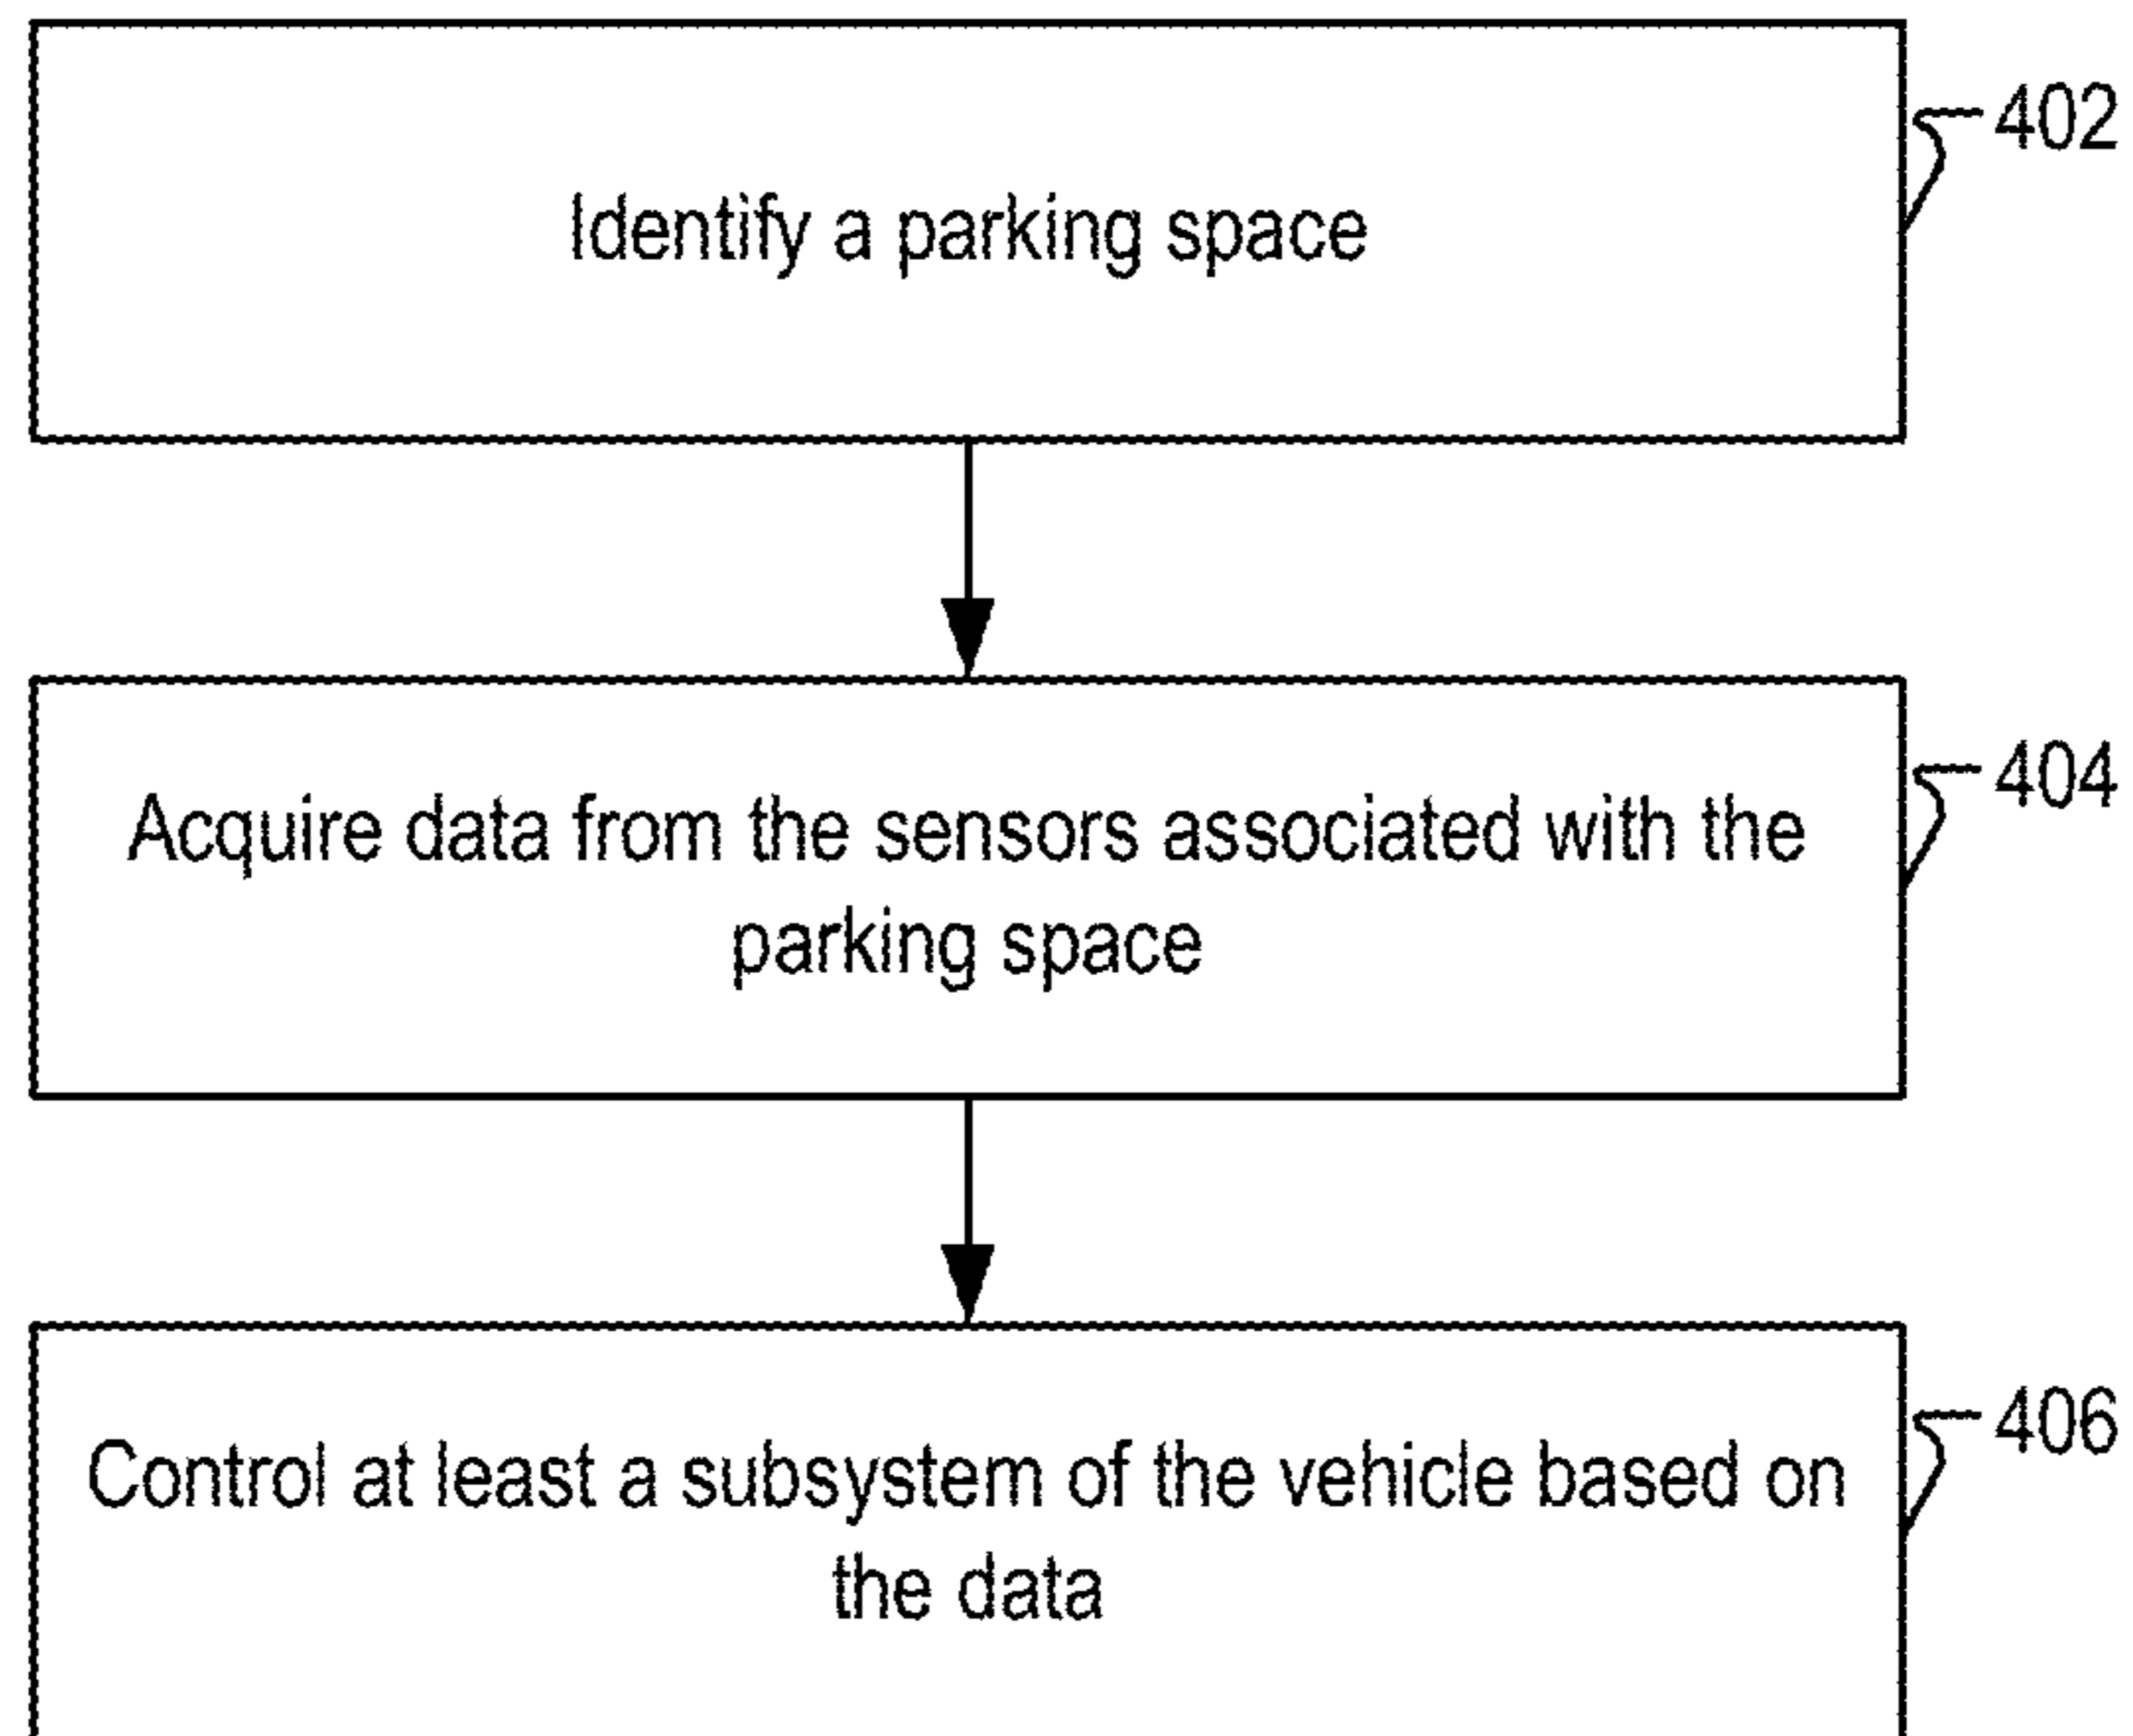 402
Identify a parking space
404
Acquire data from the sensors associated with the
parking space
406
Control at least a subsystem of the vehicle based on
the data